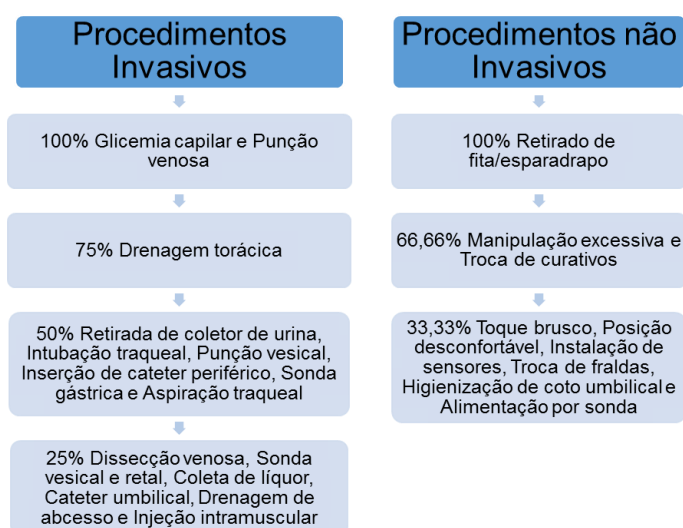 Procedimentos
Invasivos
100% Glicemia capilar e Punção
venosa
75% Drenagem torácica
50% Retirada de coletor de urina,
Intubação traqueal, Punção vesical,
Inserção de cateter periférico, Sonda
gástrica e Aspiração traqueal
25% Dissecção venosa, Sonda
vesical e retal, Coleta de líquor,
Cateter umbilical, Drenagem de
abcesso e Injeção intramuscular
Procedimentos não
Invasivos
100% Retirado de
fita/esparadrapo
66,66% Manipulação excessiva e
Troca de curativos
33,33% Toque brusco, Posição
desconfortável, Instalação de
sensores, Troca de fraldas,
Higienização de coto umbilical e
Alimentação por sonda